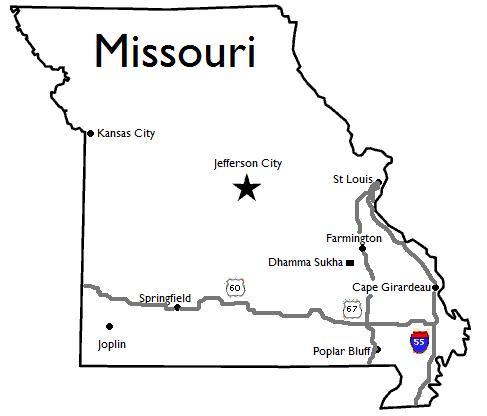 Missouri
Kansas City
Jefferson City
St Louis
Farmington
Dhamma Sukha
60
Cape Girardeau
Springfield
67
Joplin
Poplar Bluff
55